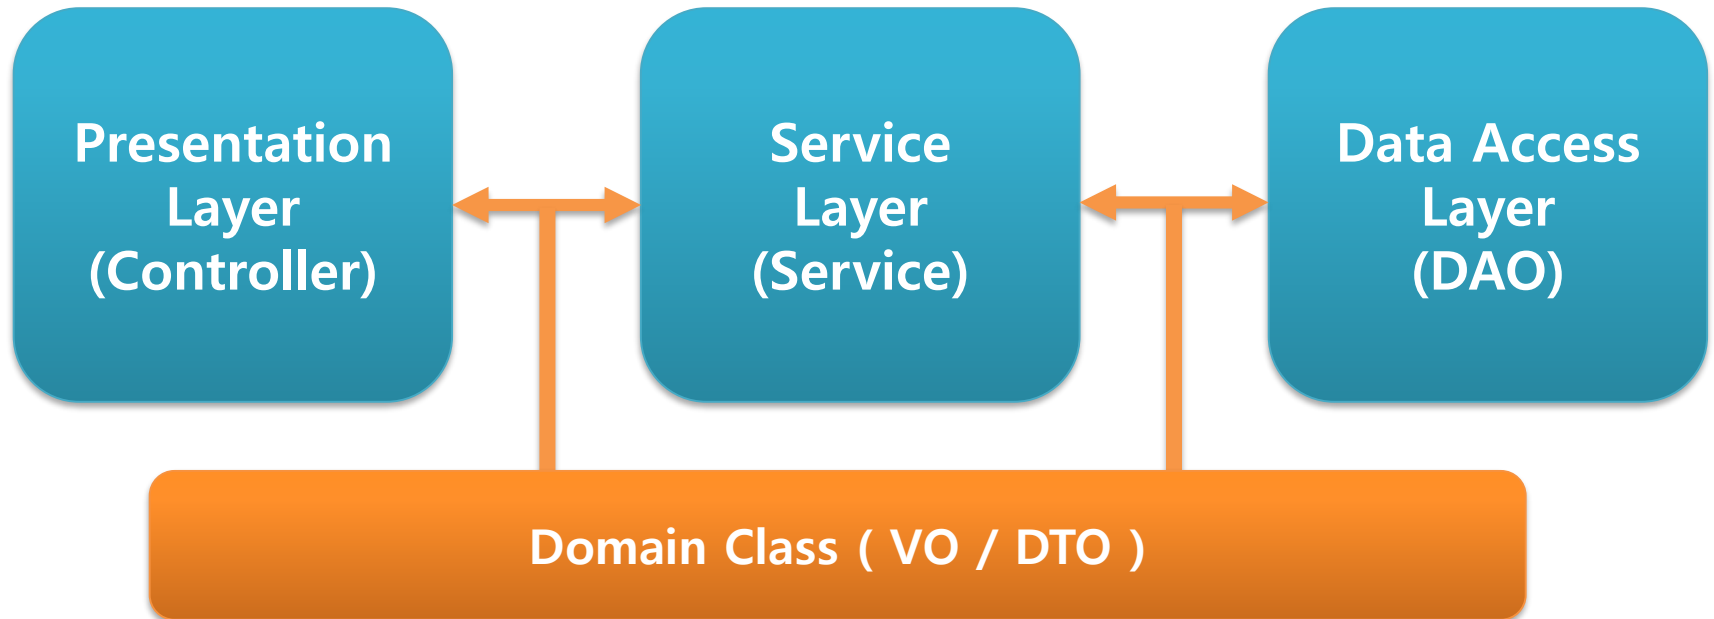 Presentation
Layer
(Controller)
Service
Layer
(Service)
Data Access
Layer
(DAO)
Domain Class ( VO / DTO )